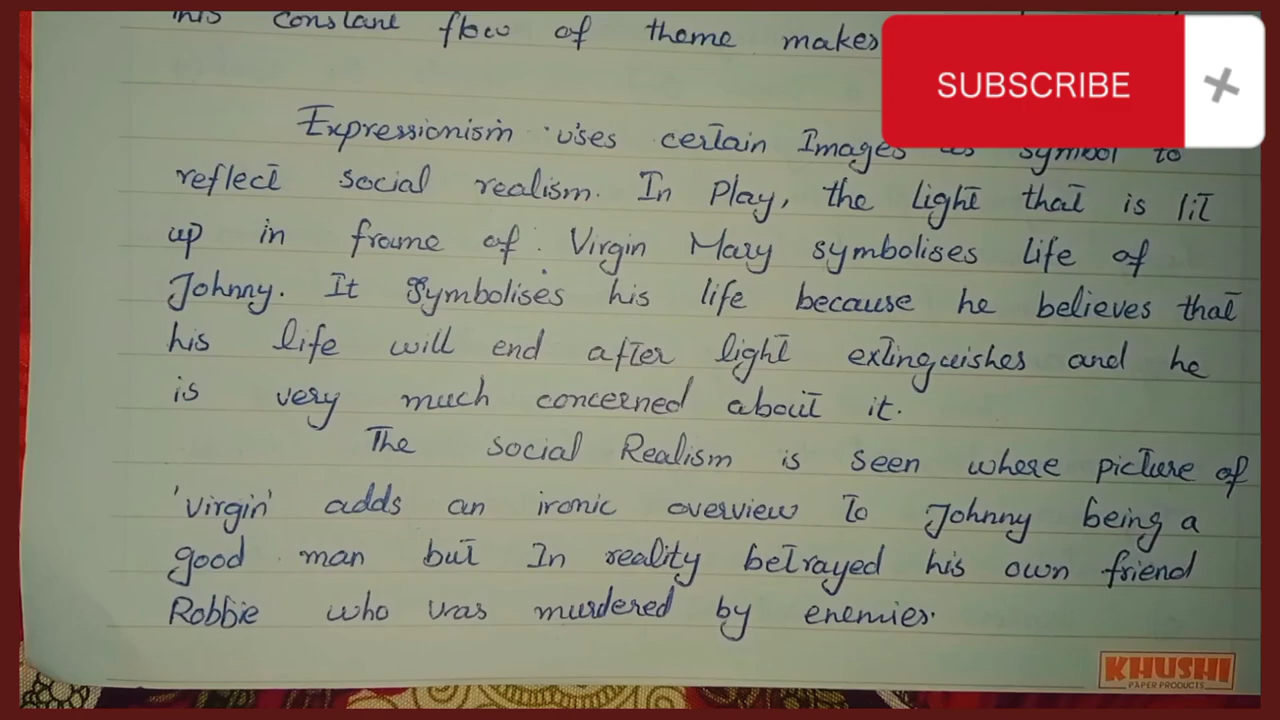 this constant flow of theme makes
SUBSCRIBE
Expressionism uses certain Images as symbol to
reflect social realism. In Play, the light that is lit
up in frame of Virgin Mary symbolises life of
Johnny. It Symbolises his life because he believes that
his life will end after light extinguishes and he
is very much concerned about it.
The social Realism is seen where picture of
'virgin' adds an ironic overview to Johnny being a
good man but In reality betrayed his own friend
Robbie who was murdered by enemies.
KHUSHI
PAPER PRODUCTS